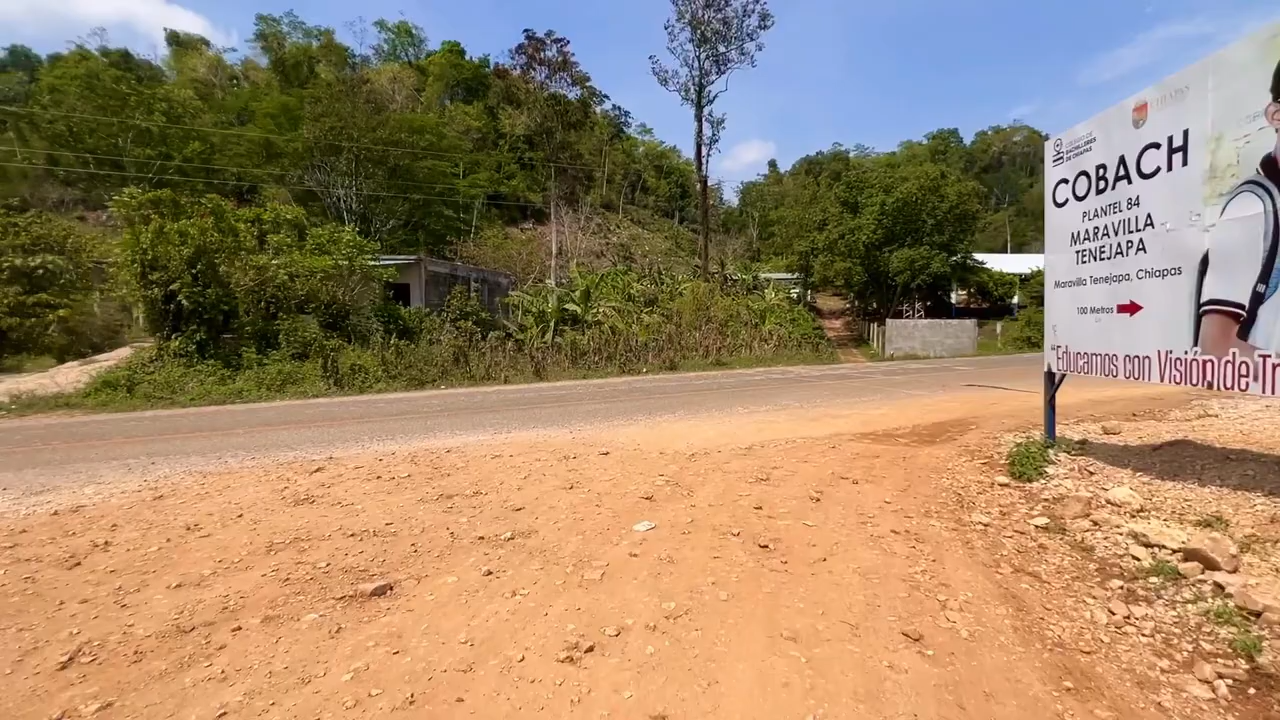 CHIAPAS
COLEGIO DE
BACHILLERES
DE CHIAPAS
COBACH
PLANTEL 84
MARAVILLA
TENEJAPA
Maravilla Tenejapa, Chiapas
100 Metros
"Educamos con Visión de Tr